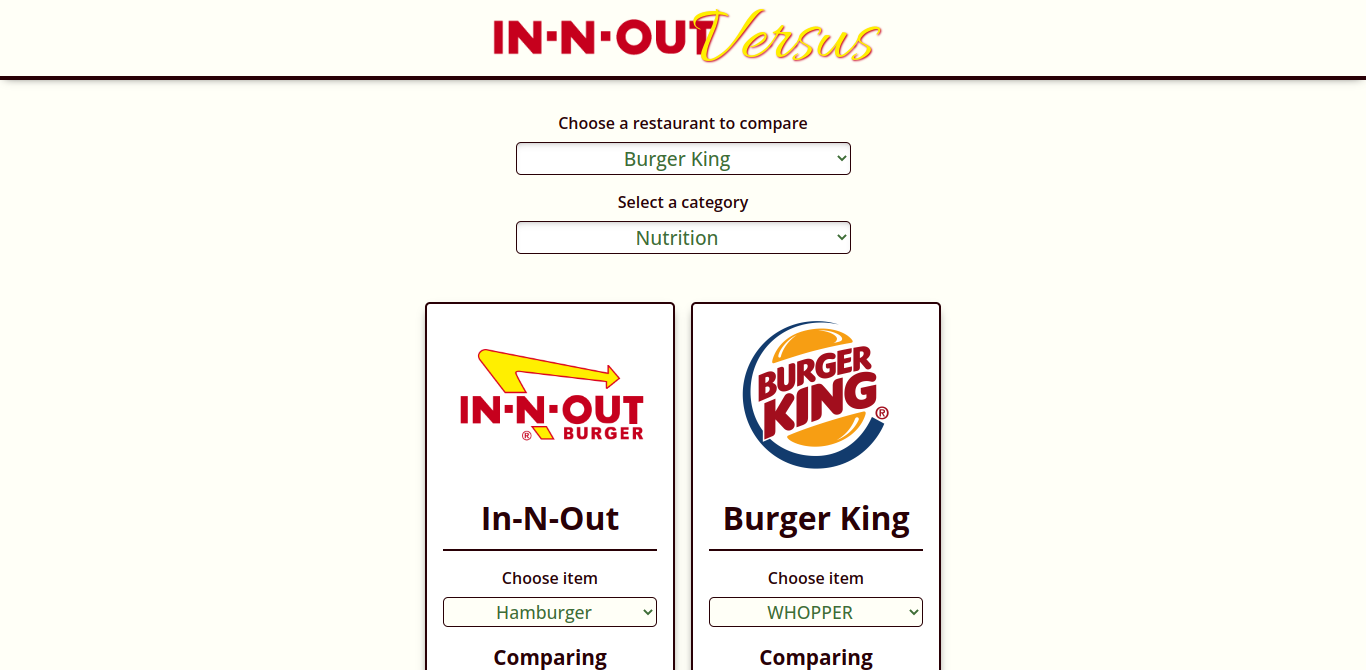 IN-N-OUT Versus
Choose a restaurant to compare
Burger King
Select a category
Nutrition
IN-N-OUT
® BURGER
In-N-Out
Choose item
Hamburger
Comparing
BURGER
KING®
Burger King
Choose item
WHOPPER
Comparing